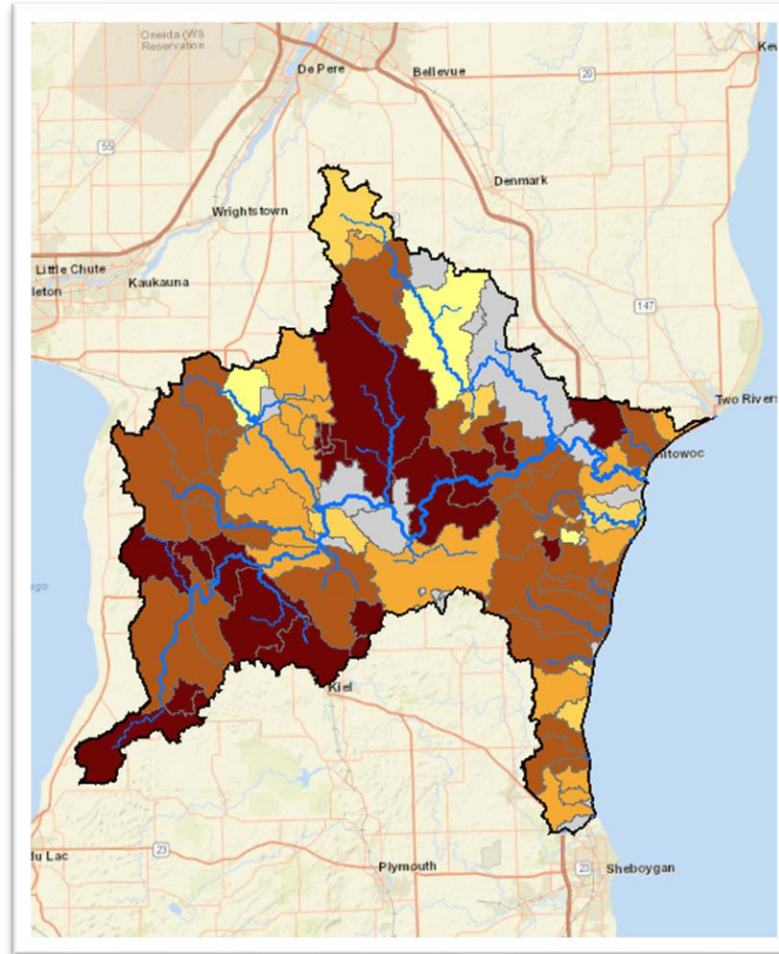 Oneida (WI)
Reservation
De Pere
Bellevue
29
Kev
55
Denmark
Wrightstown
Little Chute
leton
Kaukauna
147
Two Rivers
nitowoc
ago
Kiel
du Lac
23
Plymouth
23
Sheboygan